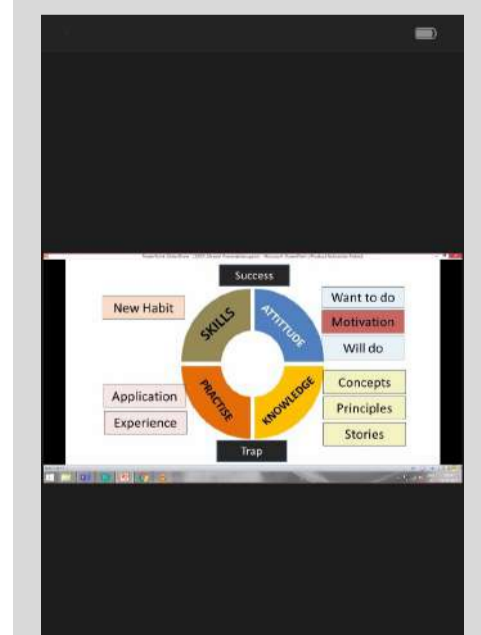 Success
New Habit
SKILLS
ATTITUDE
Want to do
Motivation
Will do
Application
Experience
PRACTISE
KNOWLEDGE
Concepts
Principles
Stories
Trap